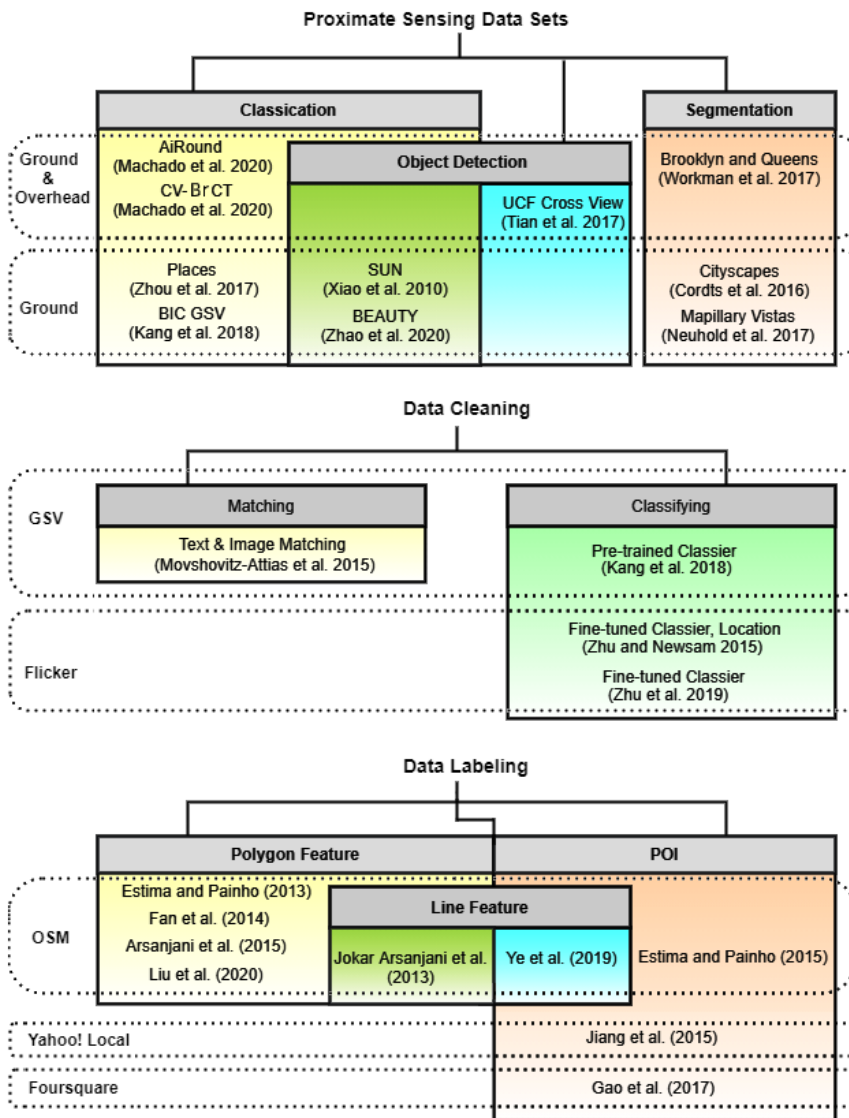 Proximate Sensing Data Sets
Classication
Segmentation
Ground
&
Overhead
AiRound
(Machado et al. 2020)
CV-BrCT
(Machado et al. 2020)
Object Detection
UCF Cross View
(Tian et al. 2017)
Brooklyn and Queens
(Workman et al. 2017)
Ground
Places
(Zhou et al. 2017)
BIC GSV
(Kang et al. 2018)
SUN
(Xiao et al. 2010)
BEAUTY
(Zhao et al. 2020)
Cityscapes
(Cordts et al. 2016)
Mapillary Vistas
(Neuhold et al. 2017)
Data Cleaning
Matching
Classifying
GSV
Text & Image Matching
(Movshovitz-Attias et al. 2015)
Pre-trained Classier
(Kang et al. 2018)
Flicker
Fine-tuned Classier, Location
(Zhu and Newsam 2015)
Fine-tuned Classier
(Zhu et al. 2019)
Data Labeling
Polygon Feature
POI
OSM
Estima and Painho (2013)
Fan et al. (2014)
Arsanjani et al. (2015)
Liu et al. (2020)
Line Feature
Jokar Arsanjani et al.
(2013)
Ye et al. (2019)
Estima and Painho (2015)
Yahoo! Local
Jiang et al. (2015)
Foursquare
Gao et al. (2017)